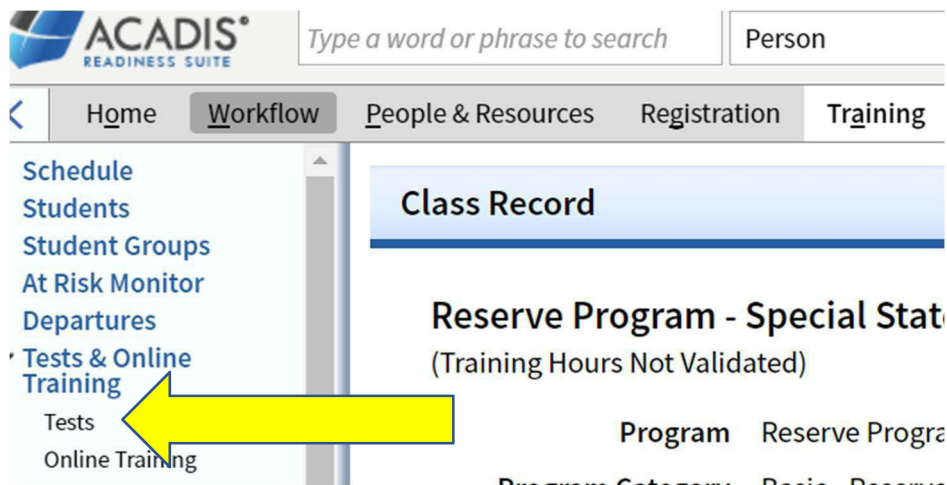 ACADIS®
READINESS SUITE
Type a word or phrase to search
Person
Home Workflow People & Resources Registration Training
Schedule
Students
Student Groups
At Risk Monitor
Departures
Tests & Online
Training
Tests
Online Training
Class Record
Reserve Program - Special
(Training Hours Not Validated)
Program Reserve
Program Category